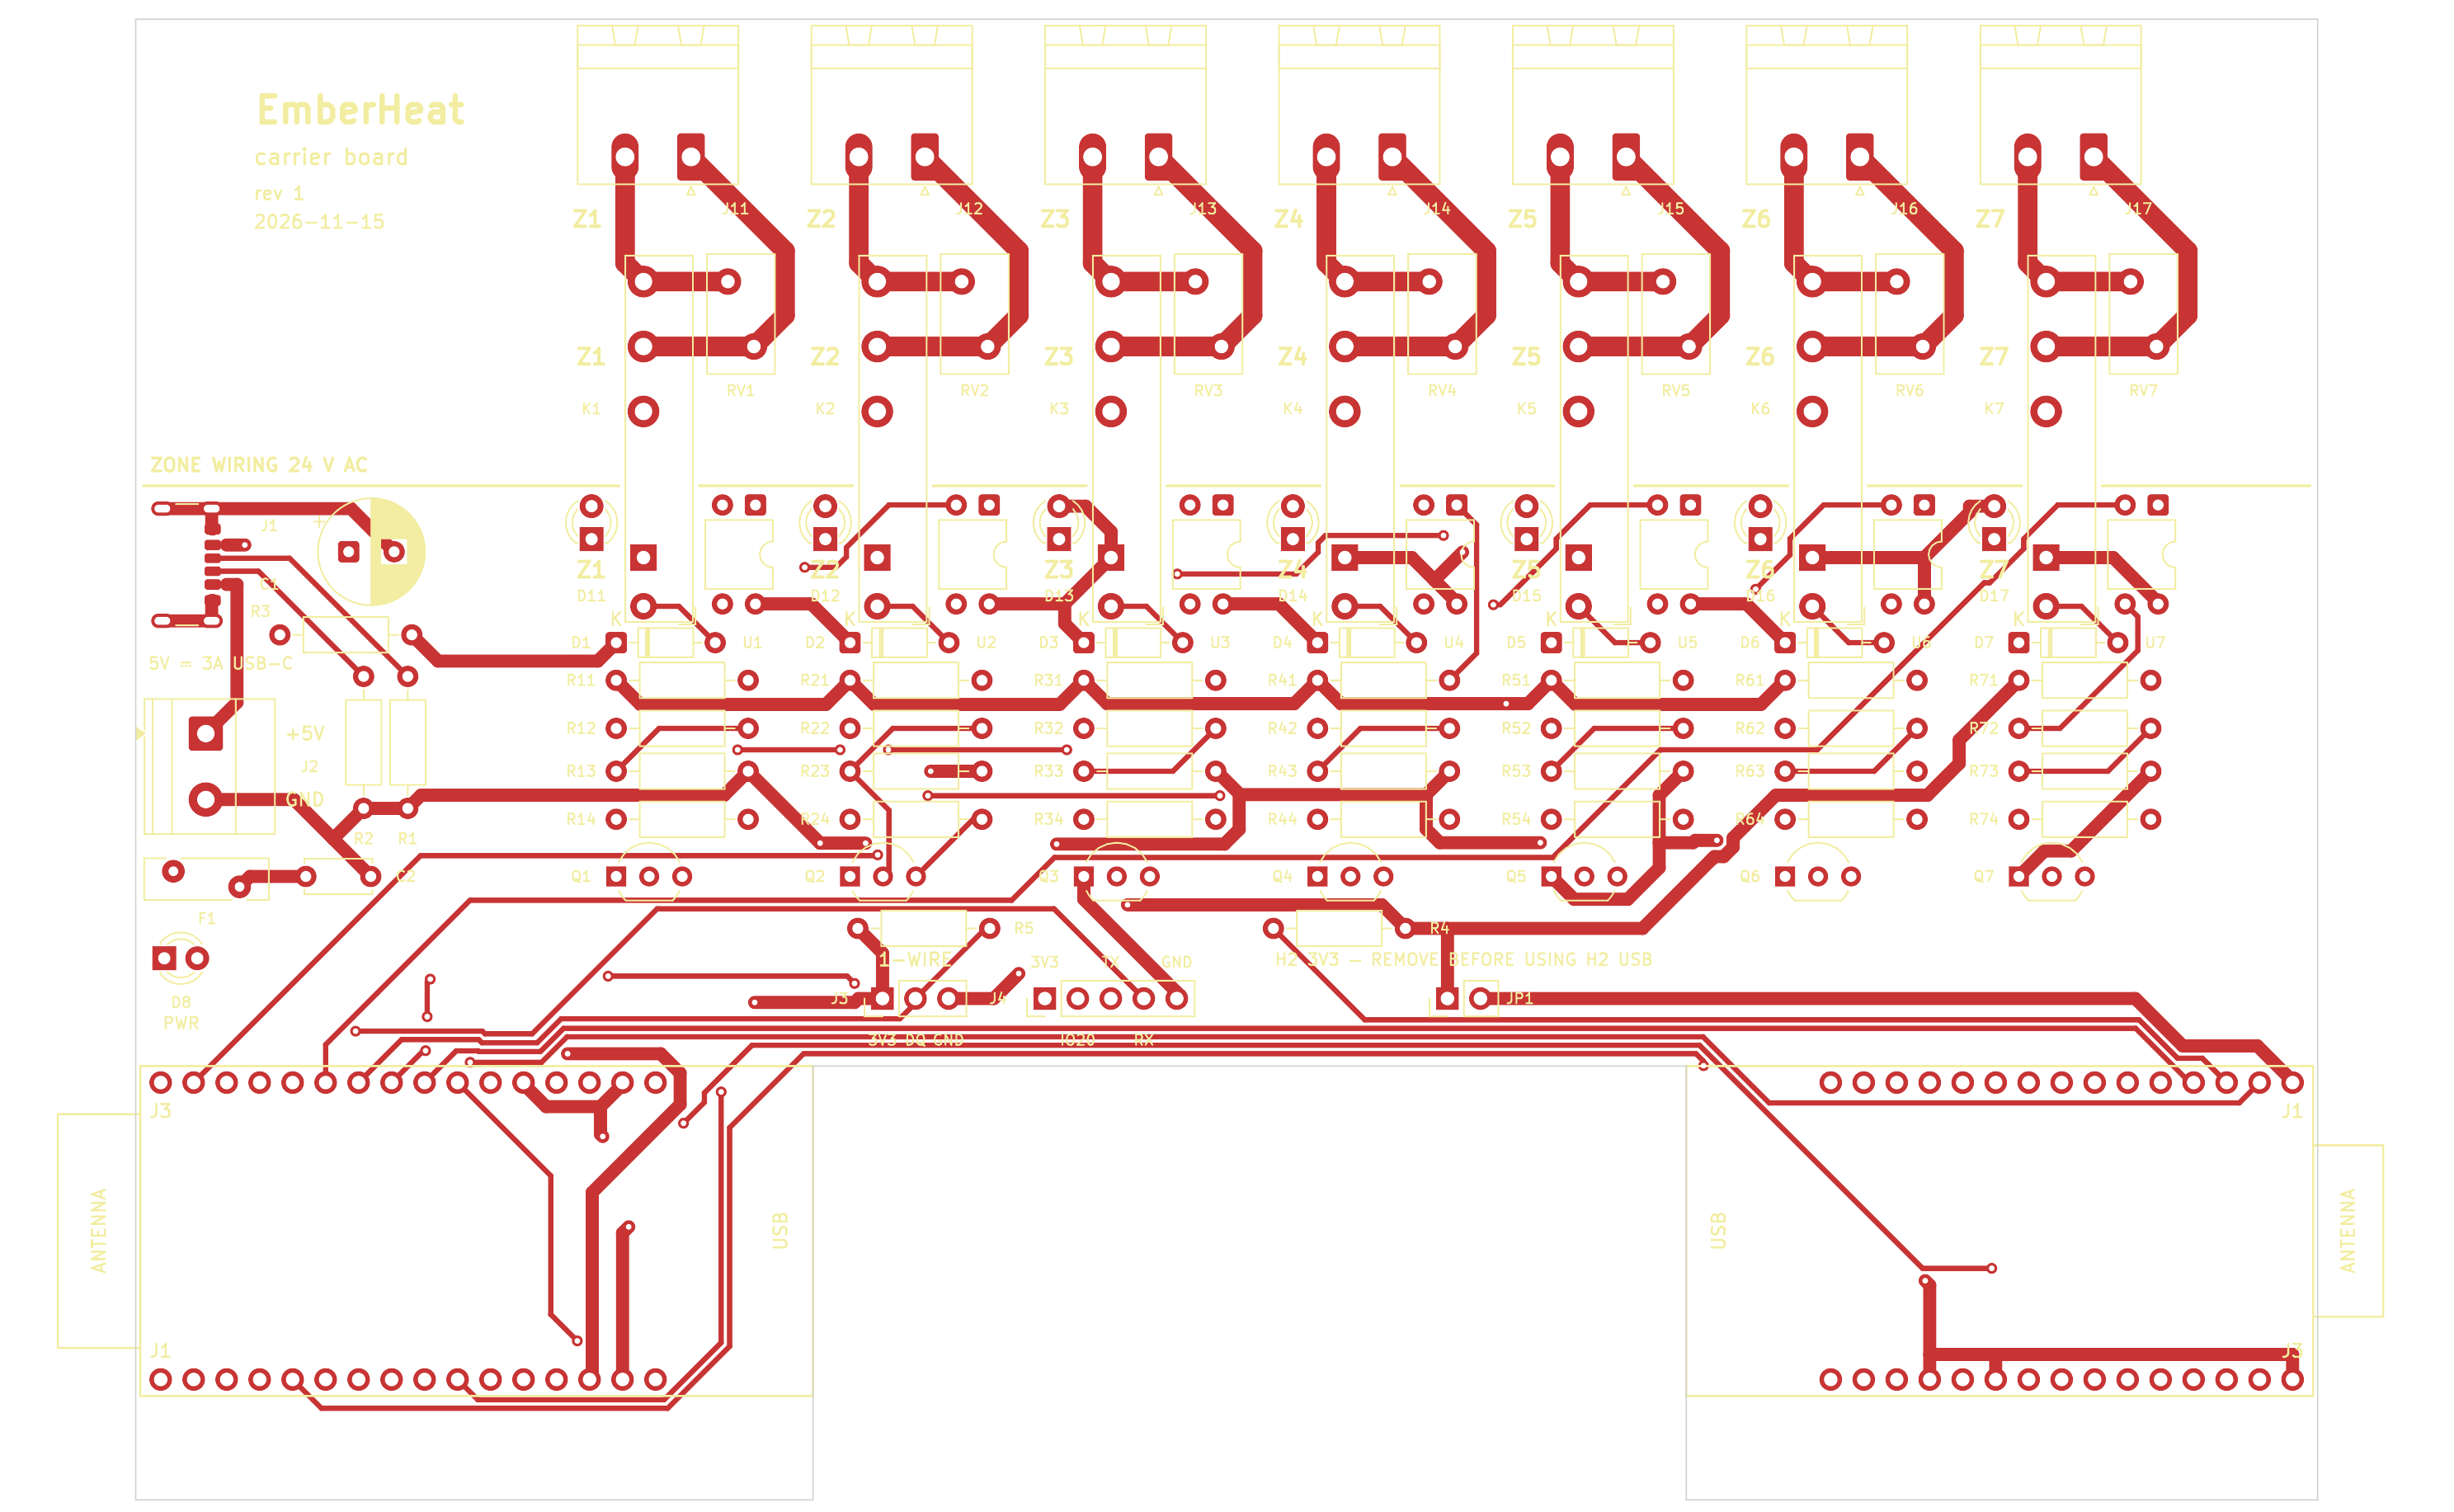 EmberHeat
carrier board
rev 1
2026-11-15
J11 J12 J13 J14 J15 J16 J17
Z1 Z2 Z3 Z4 Z5 Z6 Z7
Z1 Z2 Z3 Z4 Z5 Z6 Z7
RV1 RV2 RV3 RV4 RV5 RV6 RV7
K1 K2 K3 K4 K5 K6 K7
ZONE WIRING 24 V AC
J1
+
Z1 Z2 Z3 Z4 Z5 Z6 Z7
C1
D11 D12 D13 D14 D15 D16 D17
R3
K K K K K K K
D1 U1 D2 U2 D3 U3 D4 U4 D5 U5 D6 U6 D7 U7
5V = 3A USB-C
R11 R21 R31 R41 R51 R61 R71
+5V
R12 R22 R32 R42 R52 R62 R72
J2
R13 R23 R33 R43 R53 R63 R73
GND
R14 R24 R34 R44 R54 R64 R74
R2 R1
C2
Q1 Q2 Q3 Q4 Q5 Q6 Q7
F1
R5 R4
1-WIRE
3V3 TX GND
H2 3V3 - REMOVE BEFORE USING H2 USB
D8
J3 J4 JP1
PWR
3V3 DQ GND IO20 RX
J3 J1
ANTENNA USB USB ANTENNA
J1 J3